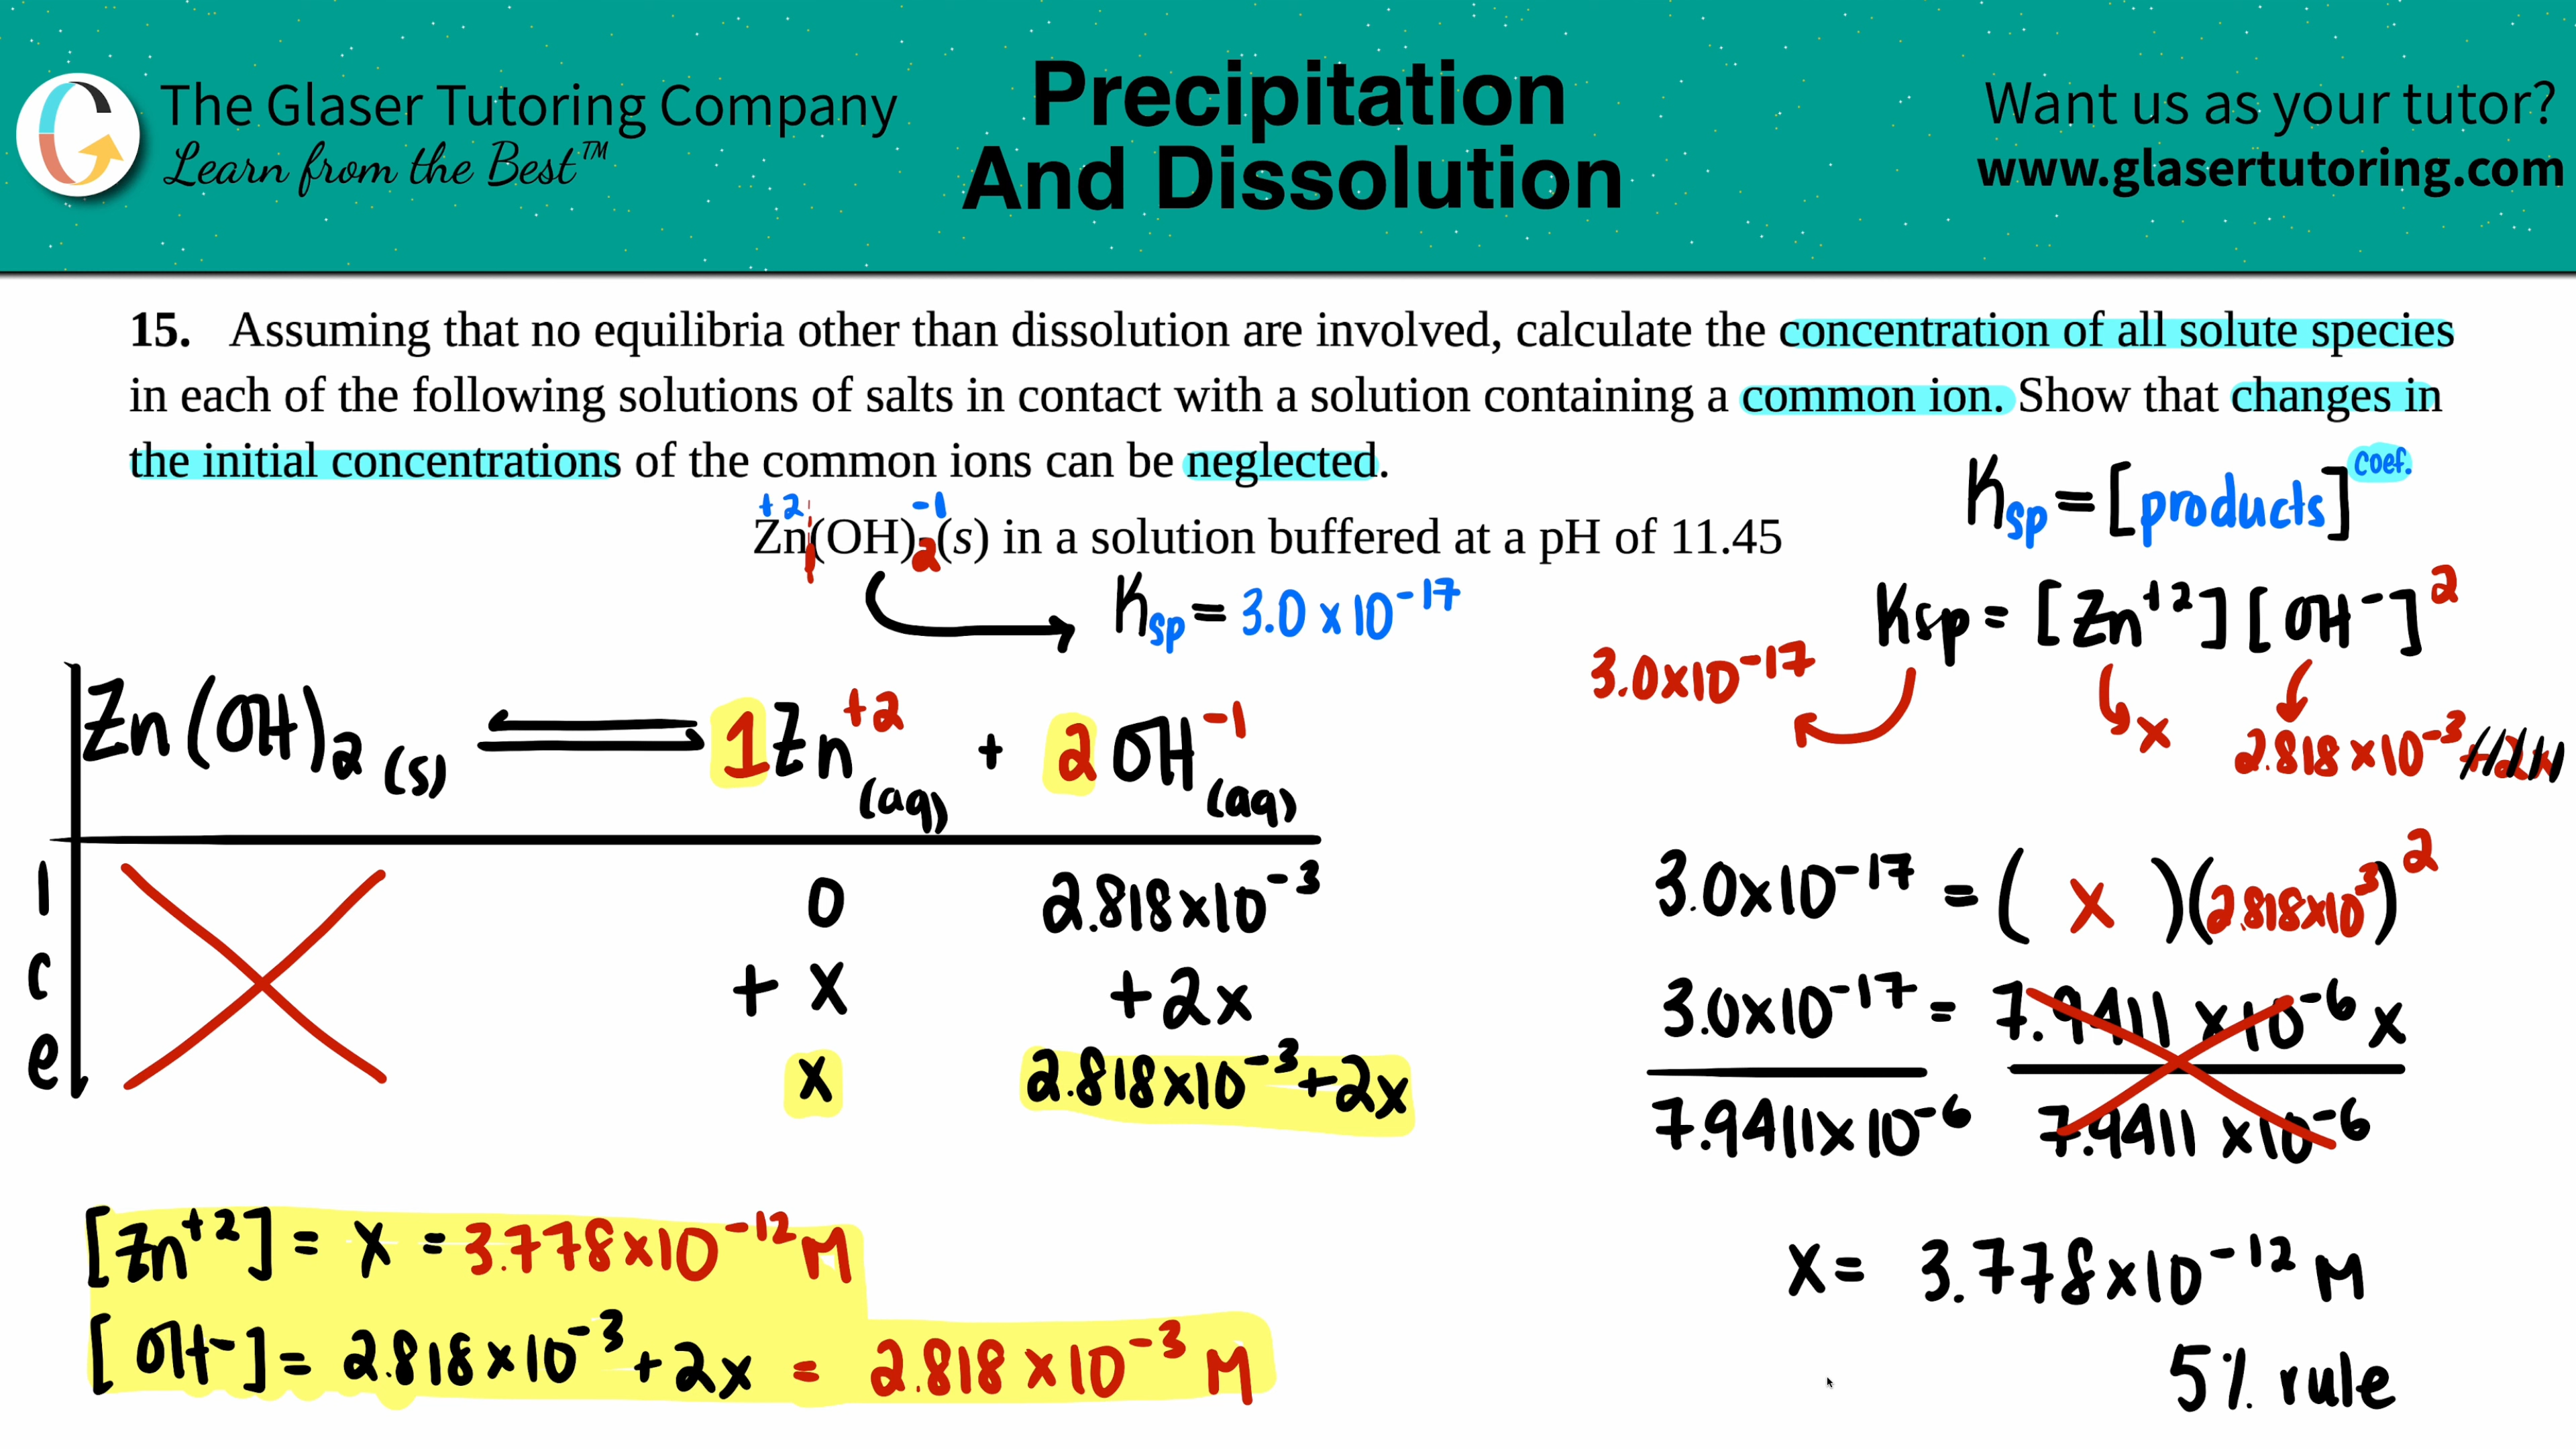 The Glaser Tutoring Company
Learn from the Best™
Precipitation
And Dissolution
Want us as your tutor?
www.glasertutoring.com
15. Assuming that no equilibria other than dissolution are involved, calculate the concentration of all solute species
in each of the following solutions of salts in contact with a solution containing a common ion. Show that changes in
the initial concentrations of the common ions can be neglected.
+2 -1
Zn(OH)2(s) in a solution buffered at a pH of 11.45
1 2
Ksp = 3.0 x 10⁻¹⁷
Ksp = [products]^coef.
Ksp = [Zn⁺²][OH⁻]²
3.0x10⁻¹⁷
x 2.818 x10⁻³ +2x
Zn(OH)₂(s) ⇌ 1Zn⁺²(aq) + 2OH⁻¹(aq)
I 0 2.818x10⁻³
C + x +2x
e x 2.818x10⁻³+2x
3.0x10⁻¹⁷ = ( x )(2.818x10³)²
3.0x10⁻¹⁷ = 7.9411 x10⁻⁶ x
7.9411x10⁻⁶ 7.9411 x10⁻⁶
x = 3.778x10⁻¹² M
5% rule
[Zn⁺²] = x = 3.778x10⁻¹² M
[OH⁻] = 2.818x10⁻³ + 2x = 2.818 x10⁻³ M